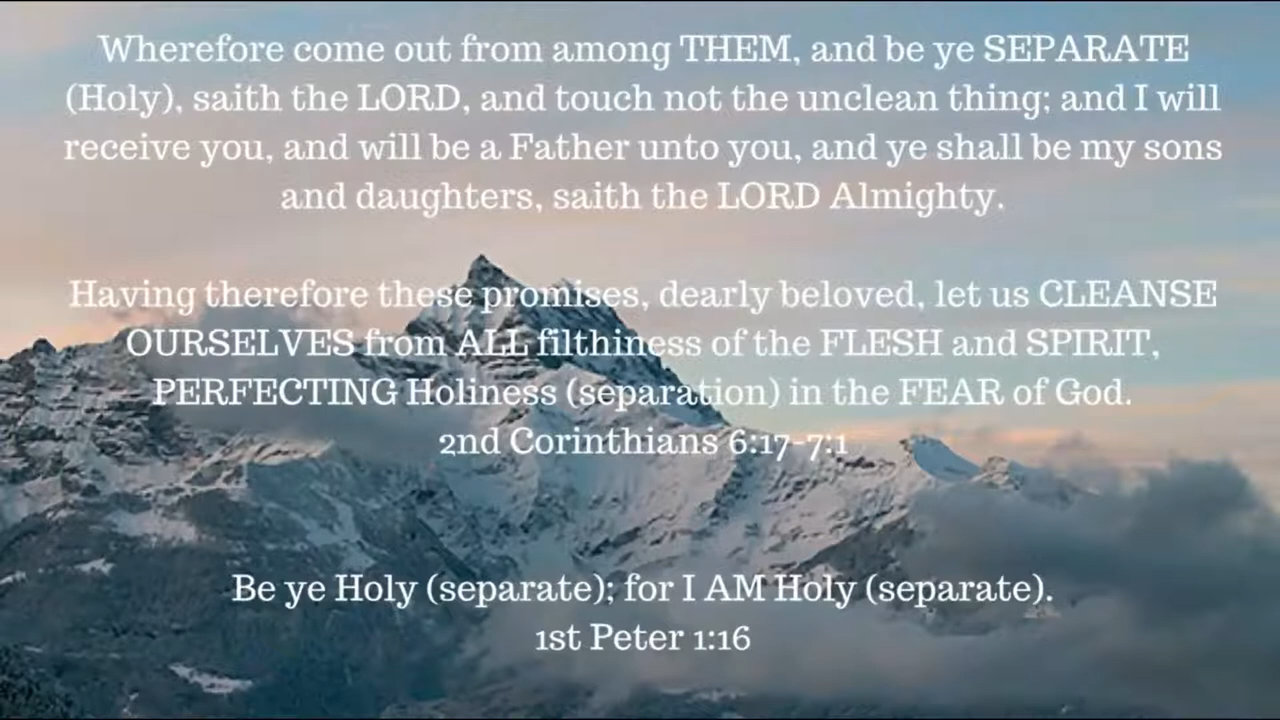 Wherefore come out from among THEM, and be ye SEPARATE
(Holy), saith the LORD, and touch not the unclean thing; and I will
receive you, and will be a Father unto you, and ye shall be my sons
and daughters, saith the LORD Almighty.
Having therefore these promises, dearly beloved, let us CLEANSE
OURSELVES from ALL filthiness of the FLESH and SPIRIT,
PERFECTING Holiness (separation) in the FEAR of God.
2nd Corinthians 6:17-7:1
Be ye Holy (separate); for I AM Holy (separate).
1st Peter 1:16